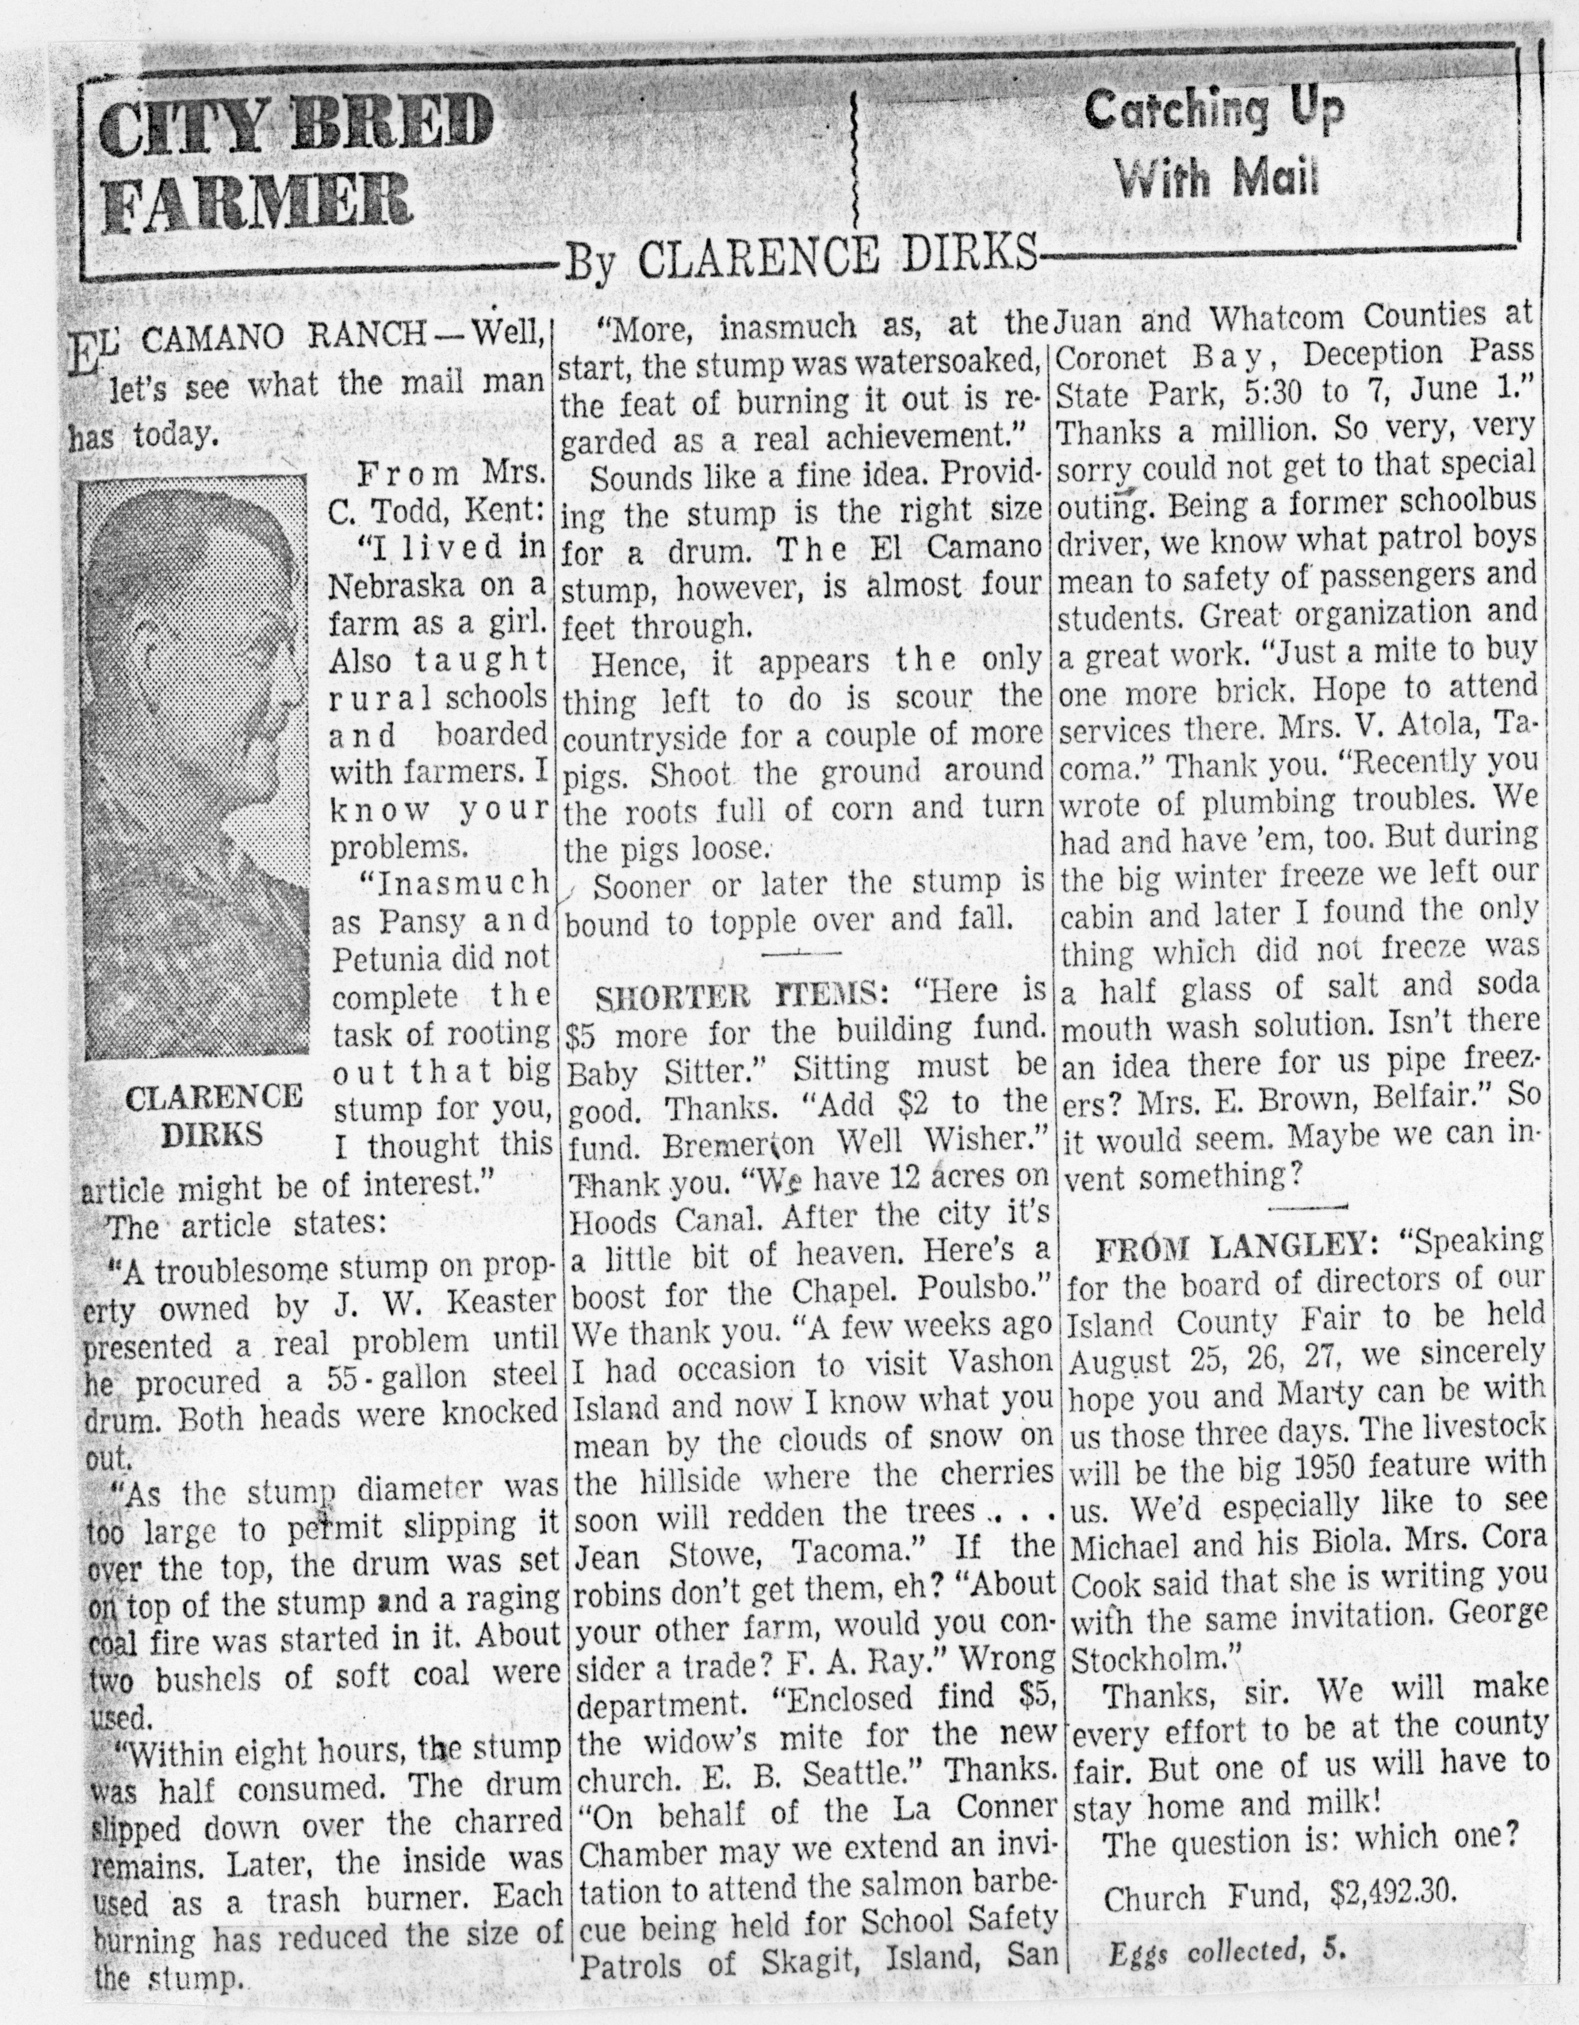 CITY BRED
FARMER
Catching Up
With Mail
By CLARENCE DIRKS
EL CAMANO RANCH—Well,
let's see what the mail man
has today.
From Mrs.
C. Todd, Kent:
"I lived in
Nebraska on a
farm as a girl.
Also taught
rural schools
and boarded
with farmers. I
know your
problems.
"Inasmuch
as Pansy and
Petunia did not
complete the
task of rooting
out that big
stump for you,
I thought this
CLARENCE
DIRKS
article might be of interest."
The article states:
"A troublesome stump on prop-
erty owned by J. W. Keaster
presented a real problem until
he procured a 55-gallon steel
drum. Both heads were knocked
out.
"As the stump diameter was
too large to permit slipping it
over the top, the drum was set
on top of the stump and a raging
coal fire was started in it. About
two bushels of soft coal were
used.
"Within eight hours, the stump
was half consumed. The drum
slipped down over the charred
remains. Later, the inside was
used as a trash burner. Each
burning has reduced the size of
the stump.
"More, inasmuch as, at the
start, the stump was watersoaked,
the feat of burning it out is re-
garded as a real achievement."
Sounds like a fine idea. Provid-
ing the stump is the right size
for a drum. The El Camano
stump, however, is almost four
feet through.
Hence, it appears the only
thing left to do is scour the
countryside for a couple of more
pigs. Shoot the ground around
the roots full of corn and turn
the pigs loose.
Sooner or later the stump is
bound to topple over and fall.
SHORTER ITEMS: "Here is
$5 more for the building fund.
Baby Sitter." Sitting must be
good. Thanks. "Add $2 to the
fund. Bremerton Well Wisher."
Thank you. "We have 12 acres on
Hoods Canal. After the city it's
a little bit of heaven. Here's a
boost for the Chapel. Poulsbo."
We thank you. "A few weeks ago
I had occasion to visit Vashon
Island and now I know what you
mean by the clouds of snow on
the hillside where the cherries
soon will redden the trees . . .
Jean Stowe, Tacoma." If the
robins don't get them, eh? "About
your other farm, would you con-
sider a trade? F. A. Ray." Wrong
department. "Enclosed find $5,
the widow's mite for the new
church. E. B. Seattle." Thanks.
"On behalf of the La Conner
Chamber may we extend an invi-
tation to attend the salmon barbe-
cue being held for School Safety
Patrols of Skagit, Island, San
Juan and Whatcom Counties at
Coronet Bay, Deception Pass
State Park, 5:30 to 7, June 1."
Thanks a million. So very, very
sorry could not get to that special
outing. Being a former schoolbus
driver, we know what patrol boys
mean to safety of passengers and
students. Great organization and
a great work. "Just a mite to buy
one more brick. Hope to attend
services there. Mrs. V. Atola, Ta-
coma." Thank you. "Recently you
wrote of plumbing troubles. We
had and have 'em, too. But during
the big winter freeze we left our
cabin and later I found the only
thing which did not freeze was
a half glass of salt and soda
mouth wash solution. Isn't there
an idea there for us pipe freez-
ers? Mrs. E. Brown, Belfair." So
it would seem. Maybe we can in-
vent something?
FROM LANGLEY: "Speaking
for the board of directors of our
Island County Fair to be held
August 25, 26, 27, we sincerely
hope you and Marty can be with
us those three days. The livestock
will be the big 1950 feature with
us. We'd especially like to see
Michael and his Biola. Mrs. Cora
Cook said that she is writing you
with the same invitation. George
Stockholm."
Thanks, sir. We will make
every effort to be at the county
fair. But one of us will have to
stay home and milk!
The question is: which one?
Church Fund, $2,492.30.
Eggs collected, 5.